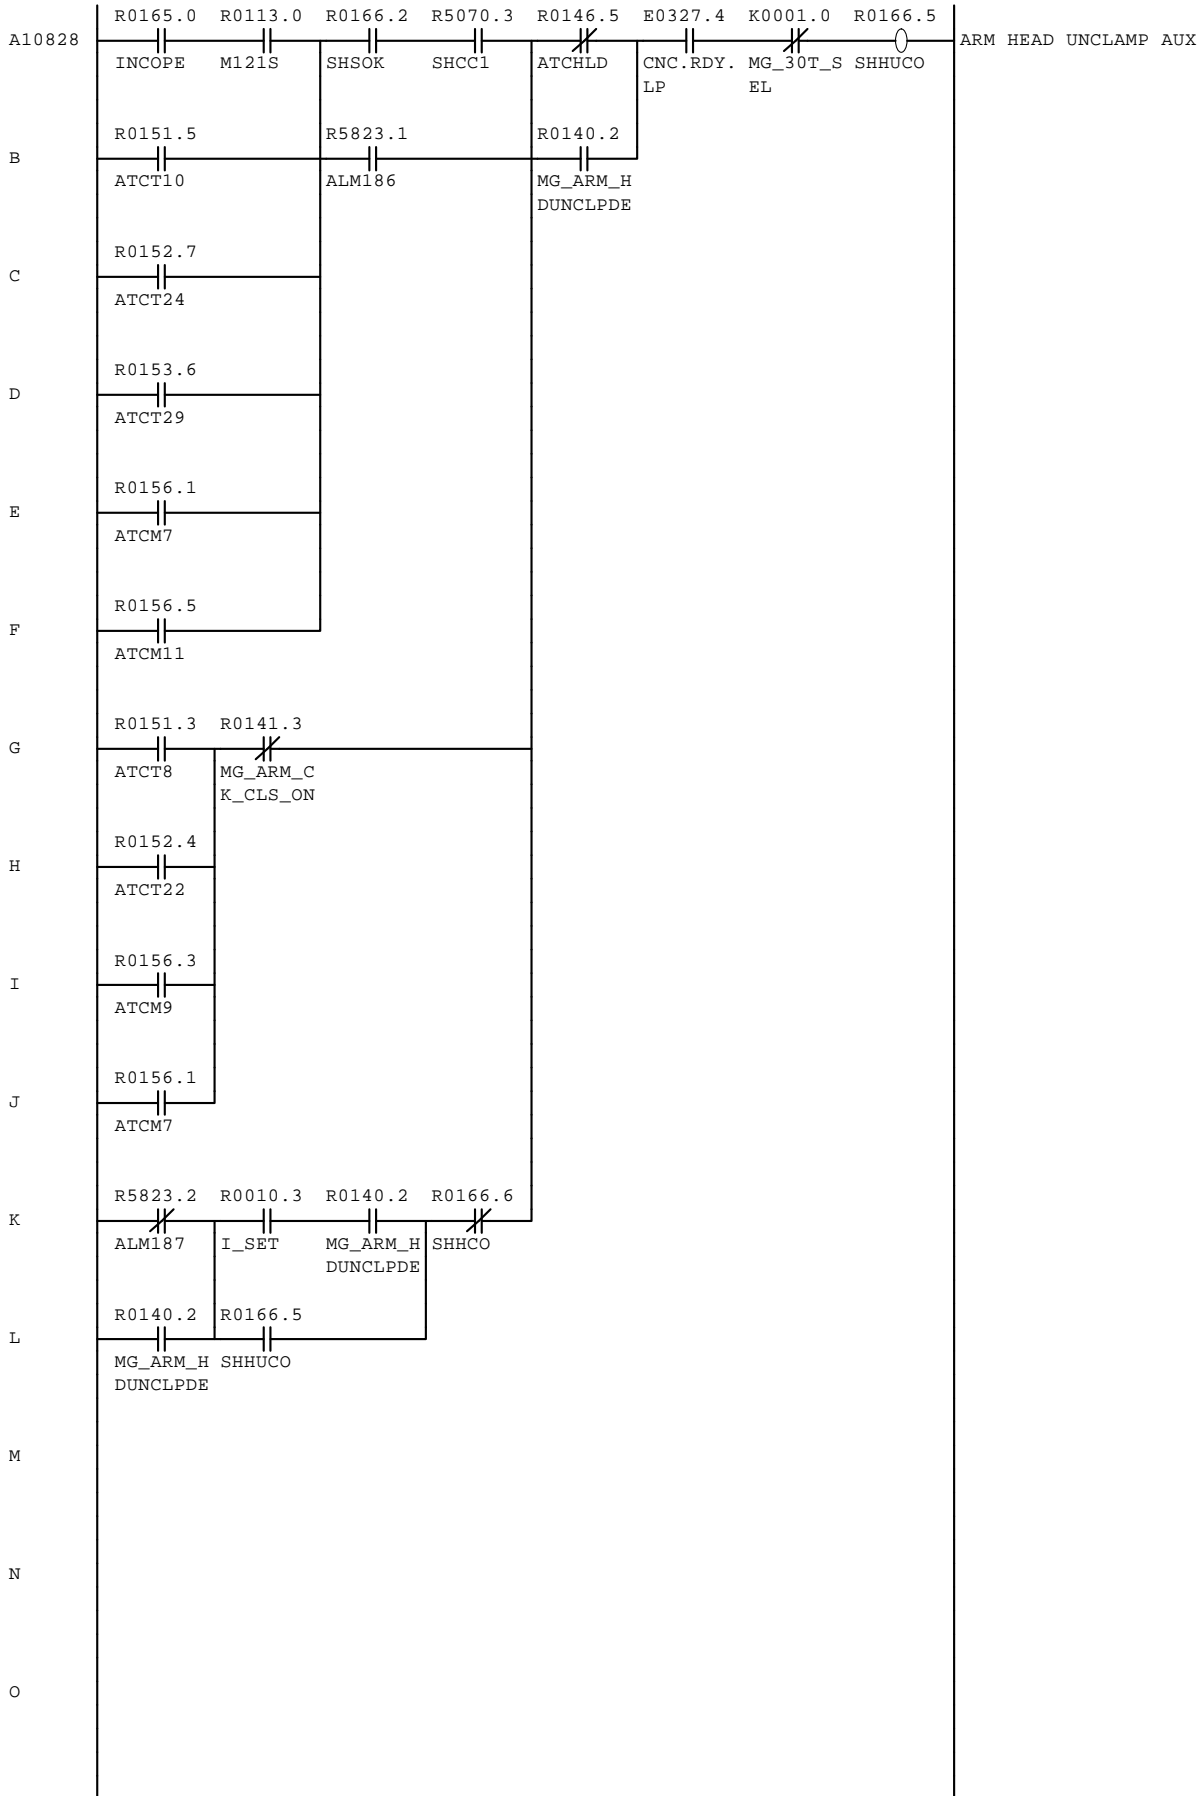 R0165.0 R0113.0 R0166.2 R5070.3 R0146.5 E0327.4 K0001.0 R0166.5
A10828 ARM HEAD UNCLAMP AUX
INCOPE M121S SHSOK SHCC1 ATCHLD CNC.RDY. MG_30T_S SHHUCO
LP EL
R0151.5 R5823.1 R0140.2
B
ATCT10 ALM186 MG_ARM_H
DUNCLPDE
R0152.7
C
ATCT24
R0153.6
D
ATCT29
R0156.1
E
ATCM7
R0156.5
F
ATCM11
R0151.3 R0141.3
G
ATCT8 MG_ARM_C
K_CLS_ON
R0152.4
H
ATCT22
R0156.3
I
ATCM9
R0156.1
J
ATCM7
R5823.2 R0010.3 R0140.2 R0166.6
K
ALM187 I_SET MG_ARM_H SHHCO
DUNCLPDE
R0140.2 R0166.5
L
MG_ARM_H SHHUCO
DUNCLPDE
M
N
O